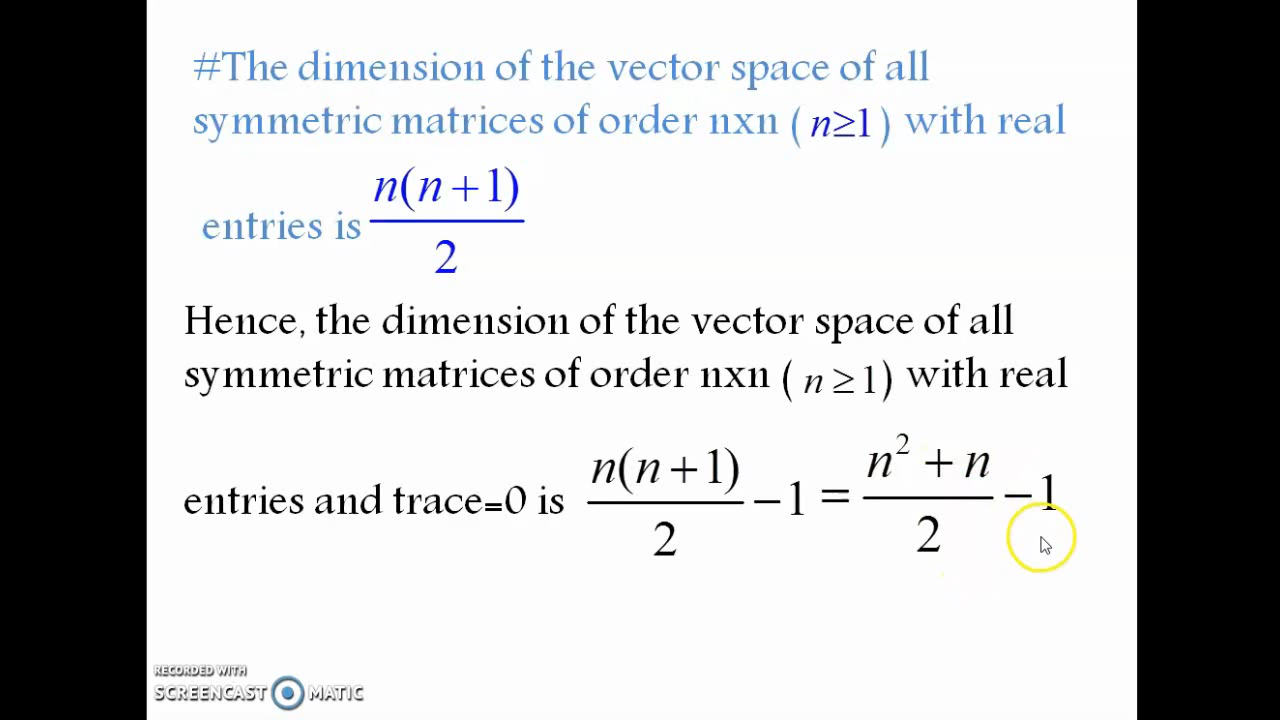 #The dimension of the vector space of all
symmetric matrices of order nxn ( n≥1 ) with real
entries is n(n+1)/2
Hence, the dimension of the vector space of all
symmetric matrices of order nxn ( n ≥ 1 ) with real
entries and trace=0 is n(n+1)/2 − 1 = n² + n/2 − 1
RECORDED WITH
SCREENCAST MATIC